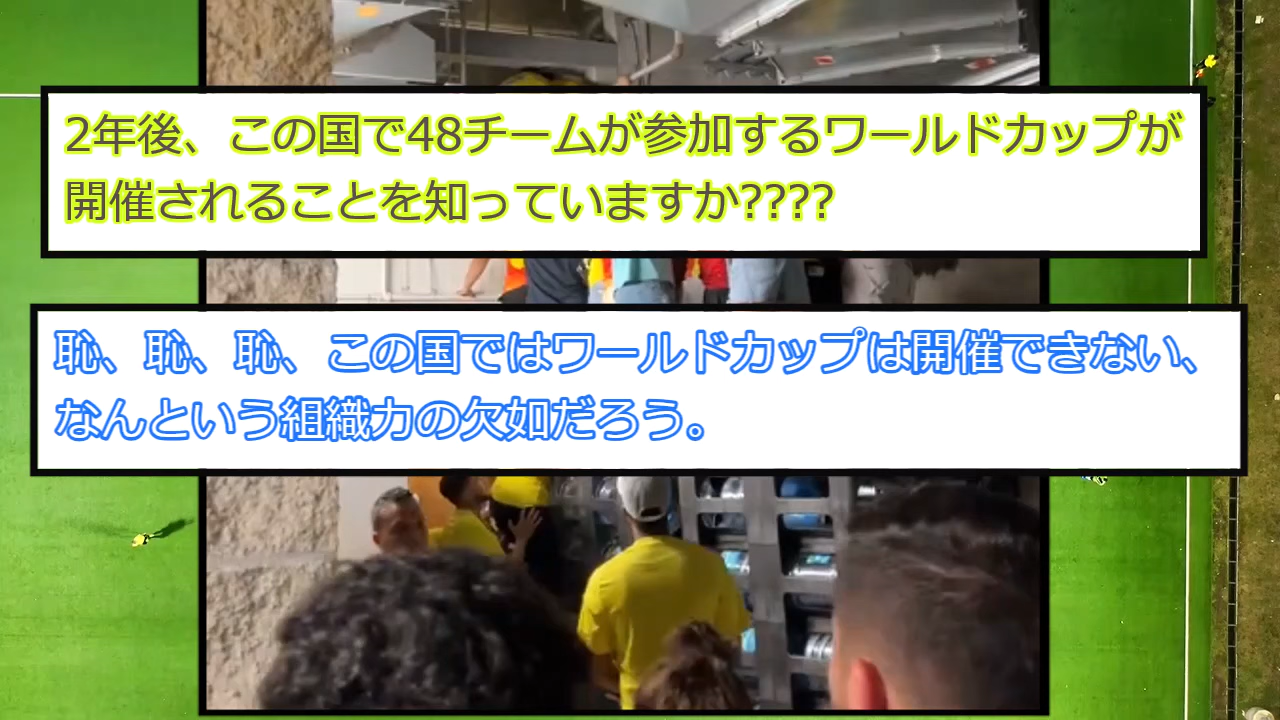 2年後、この国で48チームが参加するワールドカップが
開催されることを知っていますか????
恥、恥、恥、この国ではワールドカップは開催できない、
なんという組織力の欠如だろう。